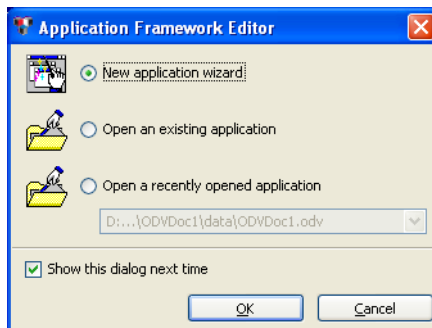 Application Framework Editor
New application wizard
Open an existing application
Open a recently opened application
D:...\ODVDoc1\data\ODVDoc1.odv
Show this dialog next time
OK Cancel